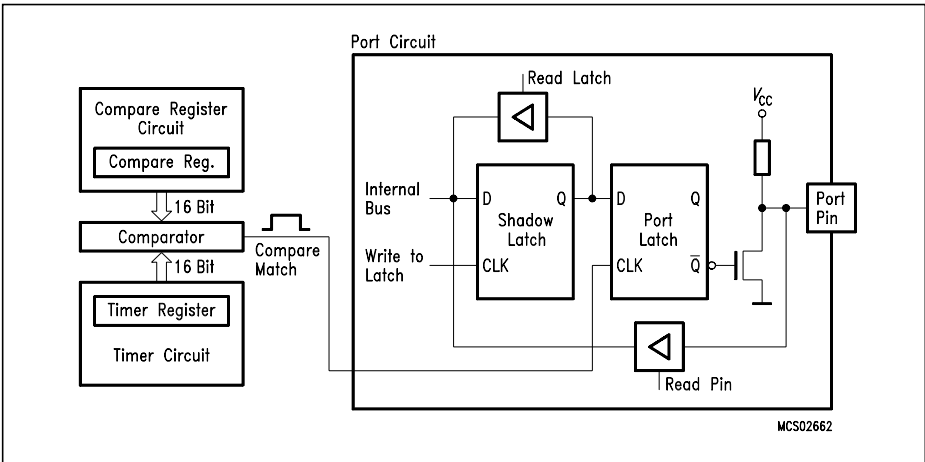 Port Circuit
Compare Register
Circuit
Compare Reg.
16 Bit
Comparator
16 Bit
Timer Register
Timer Circuit
Compare
Match
Read Latch
Internal
Bus
Write to
Latch
D
Q
Shadow
Latch
CLK
D
Q
Port
Latch
CLK
Q̅
VCC
Port
Pin
Read Pin
MCS02662